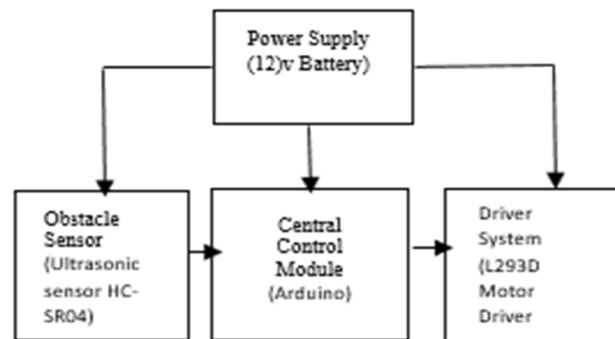 Power Supply
(12)v Battery)
Obstacle
Sensor
(Ultrasonic
sensor HC-
SR04)
Central
Control
Module
(Arduino)
Driver
System
(L293D
Motor
Driver